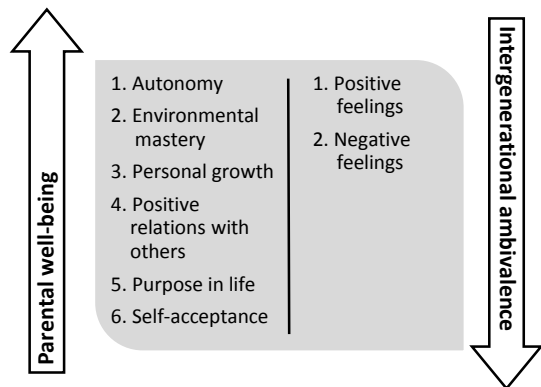 Parental well-being
1. Autonomy
2. Environmental
mastery
3. Personal growth
4. Positive
relations with
others
5. Purpose in life
6. Self-acceptance
1. Positive
feelings
2. Negative
feelings
Intergenerational ambivalence